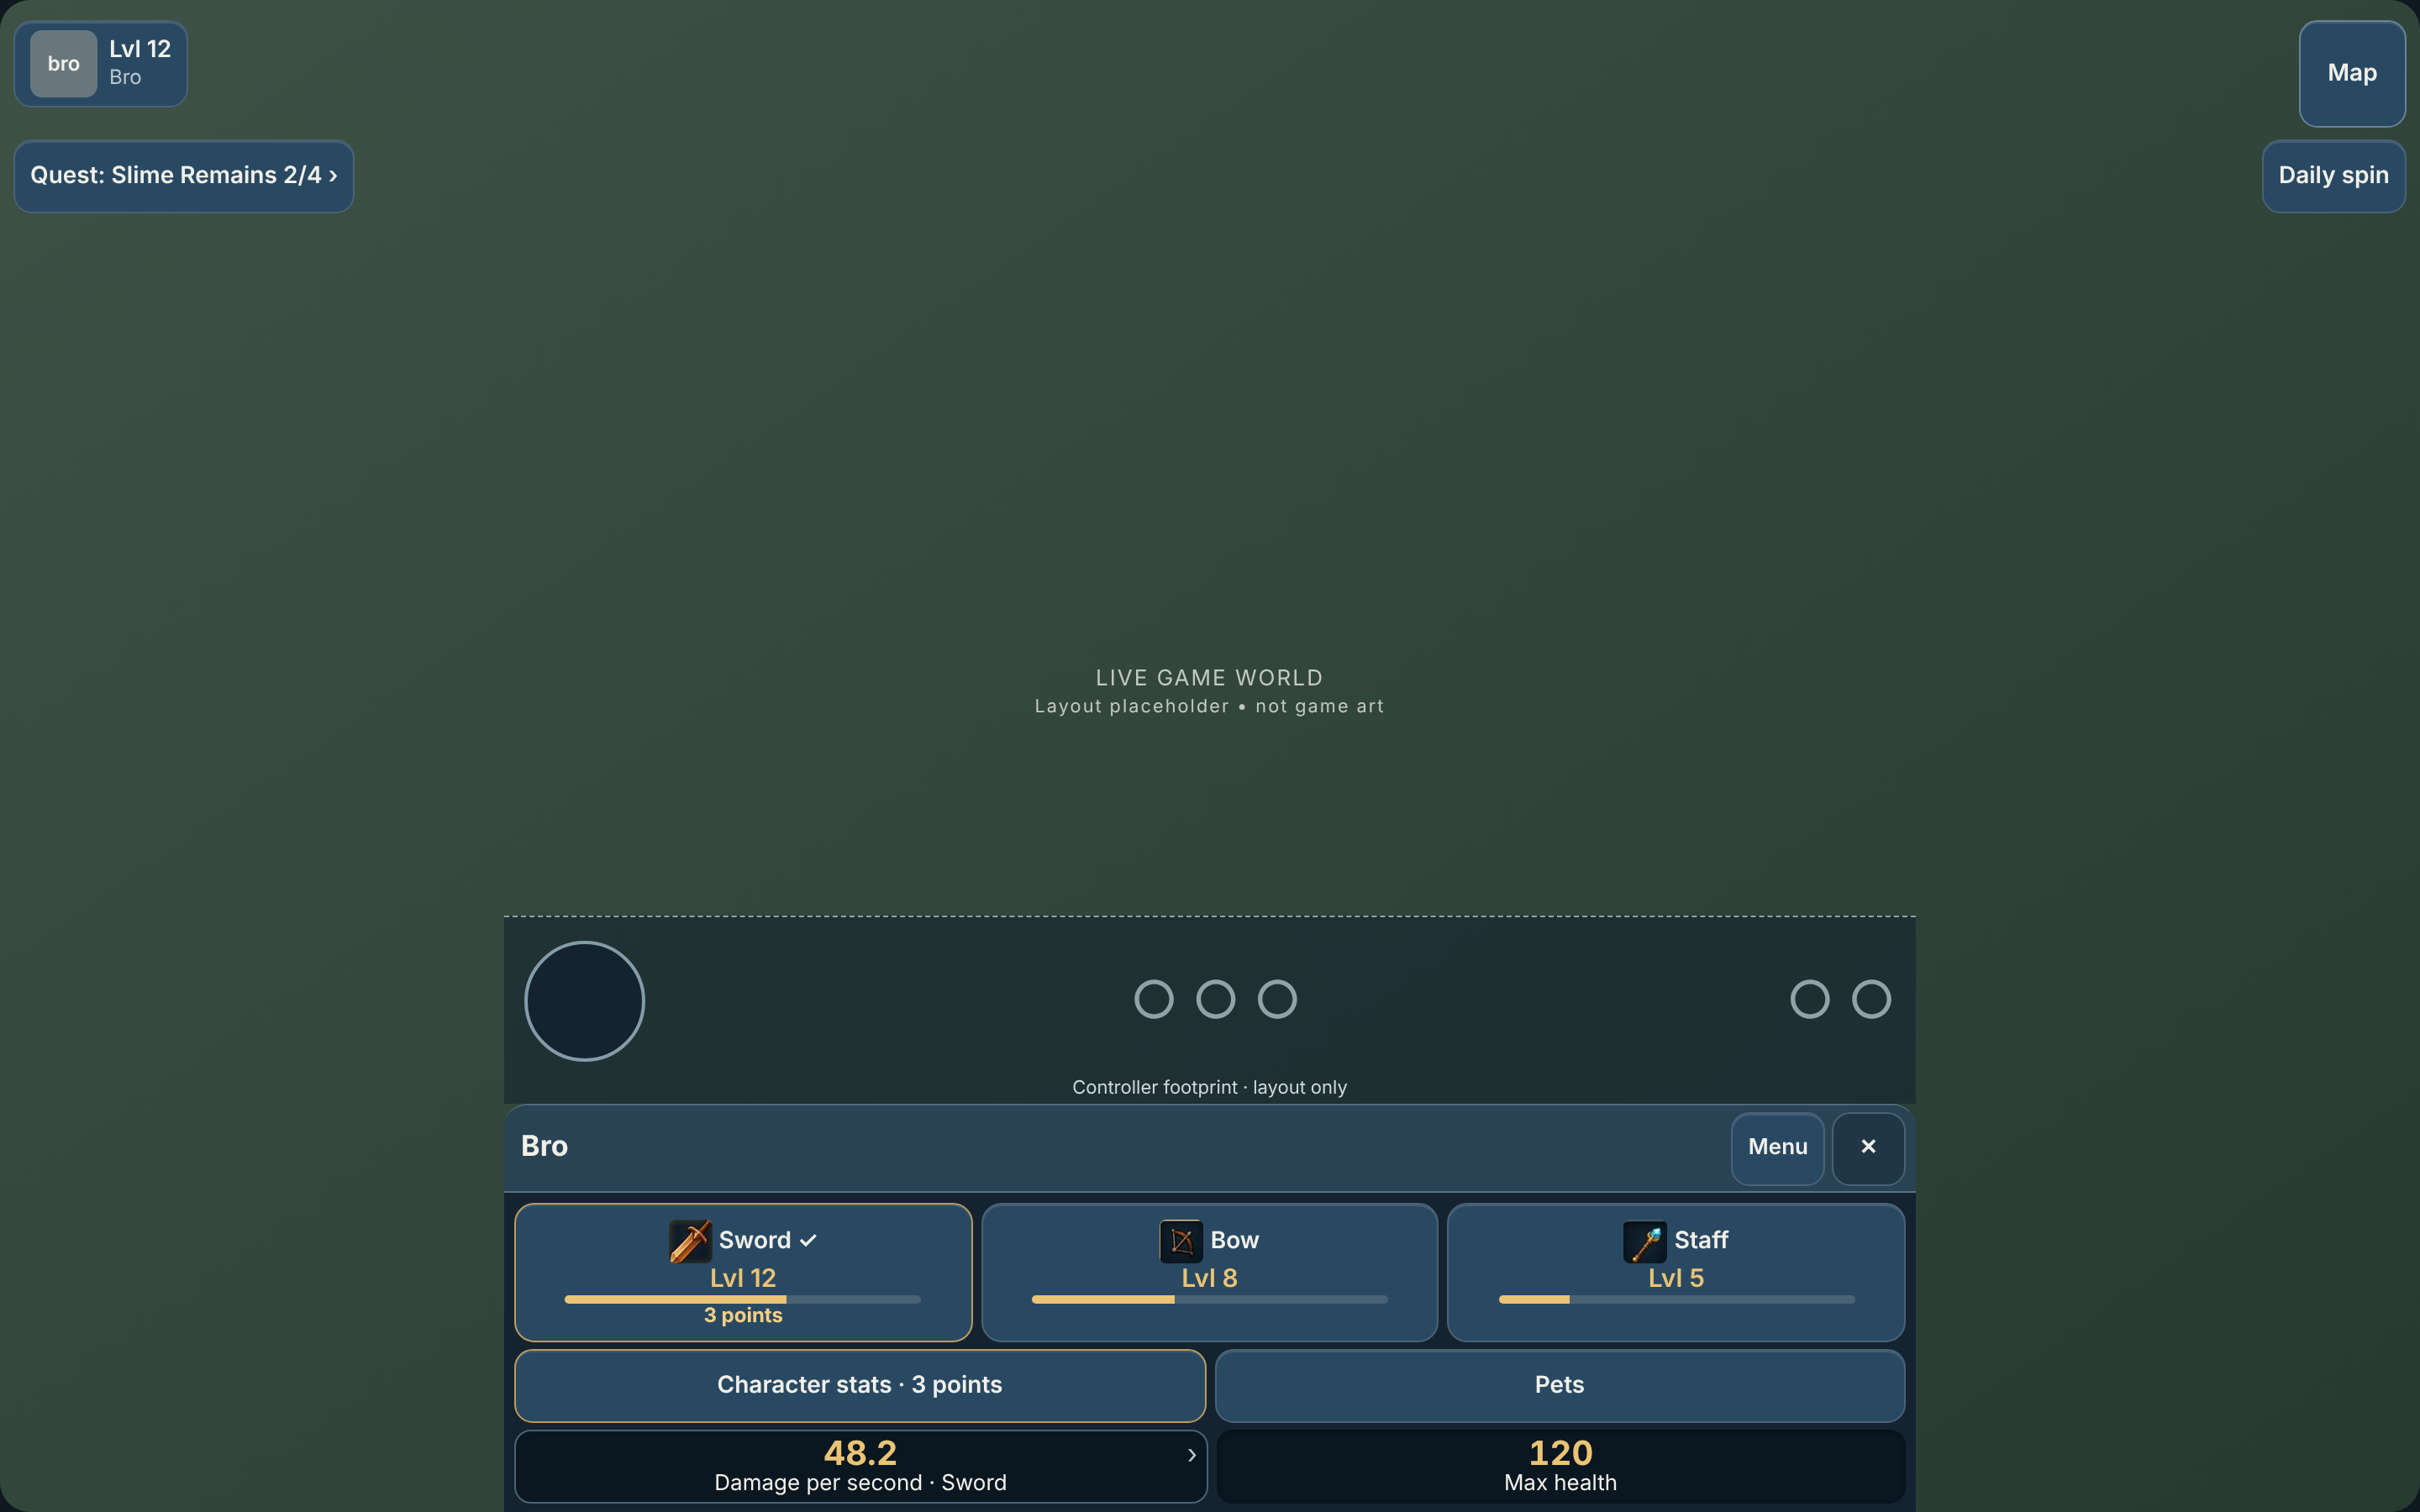 bro
Lvl 12
Bro
Map
Quest: Slime Remains 2/4 ›
Daily spin
LIVE GAME WORLD
Layout placeholder • not game art
Controller footprint · layout only
Bro
Menu
×
Sword ✓
Lvl 12
3 points
Bow
Lvl 8
Staff
Lvl 5
Character stats · 3 points
Pets
48.2
Damage per second · Sword
›
120
Max health